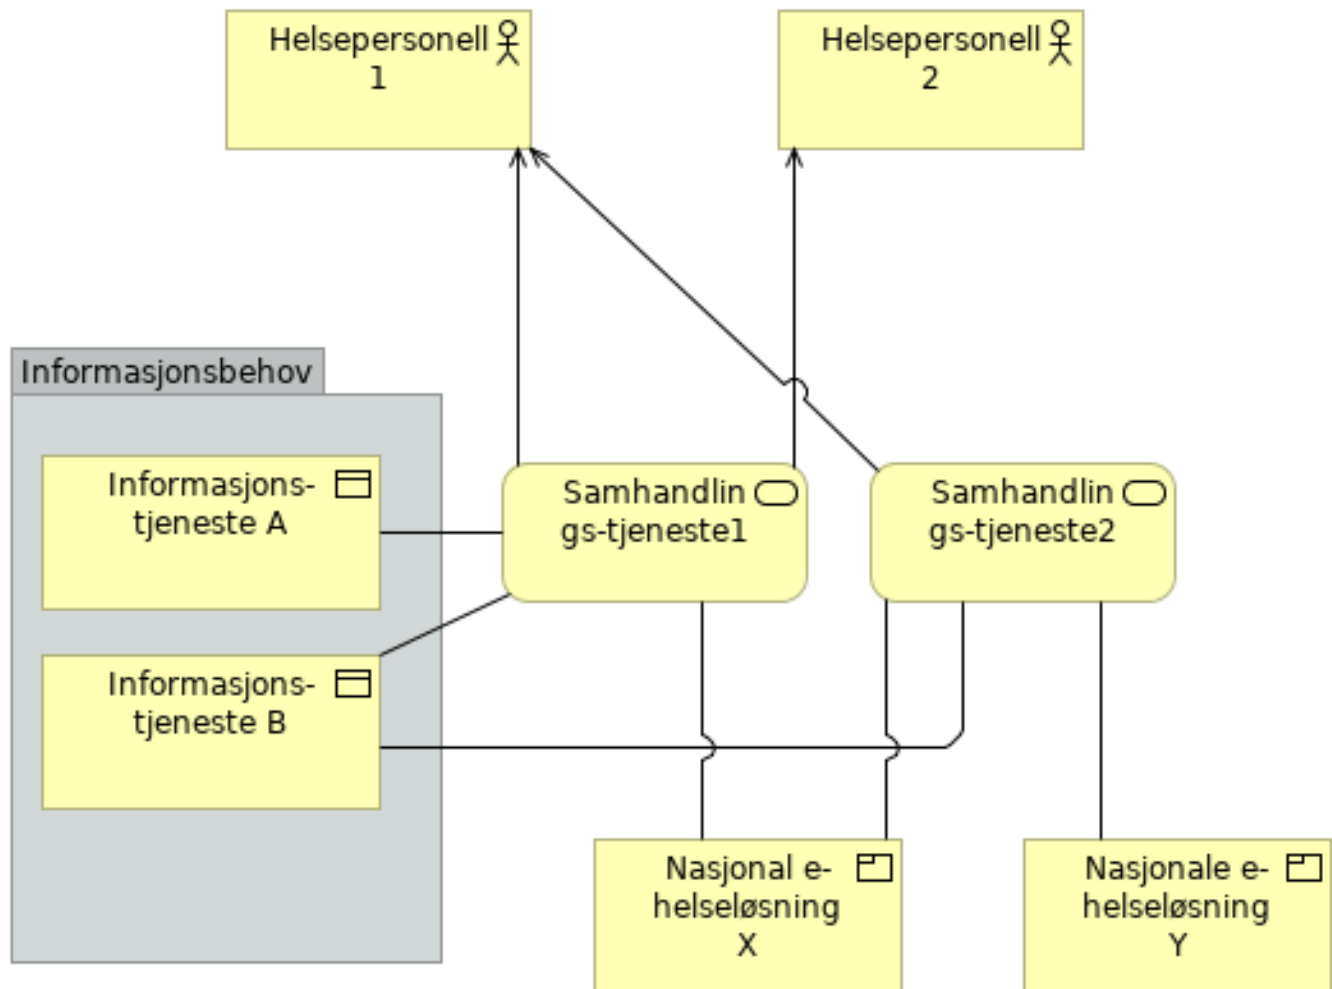 Helsepersonell
1
Helsepersonell
2
Informasjonsbehov
Informasjons-
tjeneste A
Samhandlin
gs-tjeneste1
Samhandlin
gs-tjeneste2
Informasjons-
tjeneste B
Nasjonal e-
helseløsning
X
Nasjonale e-
helseløsning
Y